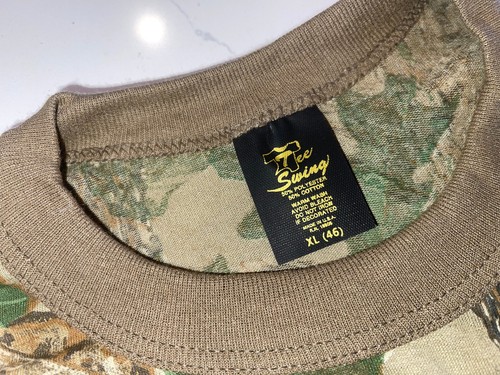 Tee
Swing
50% POLYESTER
50% COTTON
WARM WASH
AVOID BLEACH
DO NOT IRON
IF DECORATED
MADE IN U.S.A.
XL (46)